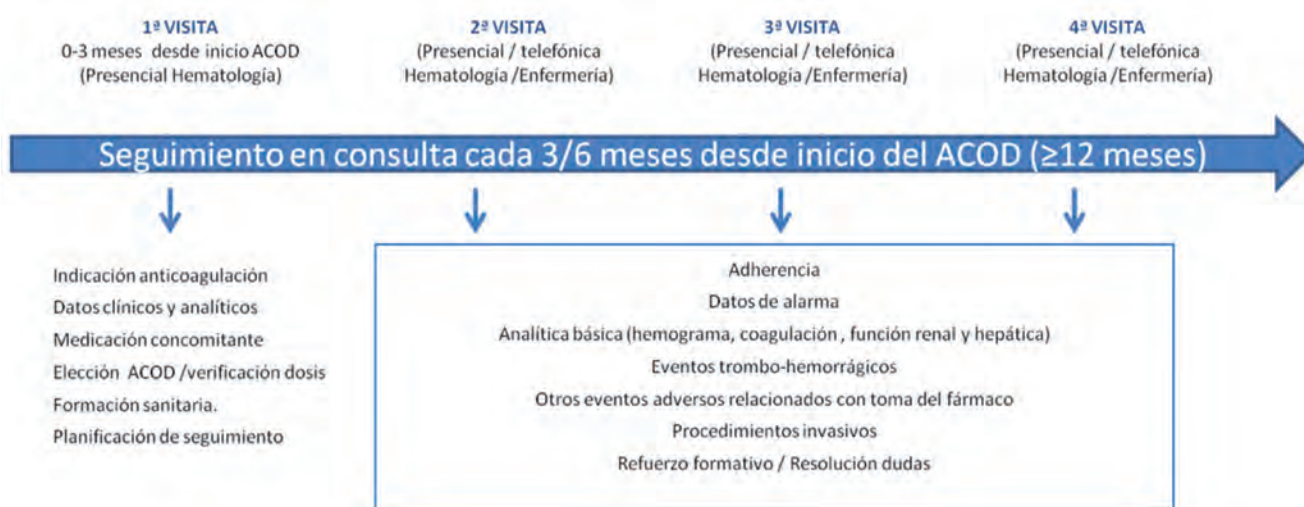 1ª VISITA
0-3 meses desde inicio ACOD
(Presencial Hematología)
2ª VISITA
(Presencial / telefónica
Hematología /Enfermería)
3ª VISITA
(Presencial / telefónica
Hematología /Enfermería)
4ª VISITA
(Presencial / telefónica
Hematología /Enfermería)
Seguimiento en consulta cada 3/6 meses desde inicio del ACOD (≥12 meses)
Indicación anticoagulación
Datos clínicos y analíticos
Medicación concomitante
Elección ACOD /verificación dosis
Formación sanitaria.
Planificación de seguimiento
Adherencia
Datos de alarma
Analítica básica (hemograma, coagulación , función renal y hepática)
Eventos trombo-hemorrágicos
Otros eventos adversos relacionados con toma del fármaco
Procedimientos invasivos
Refuerzo formativo / Resolución dudas